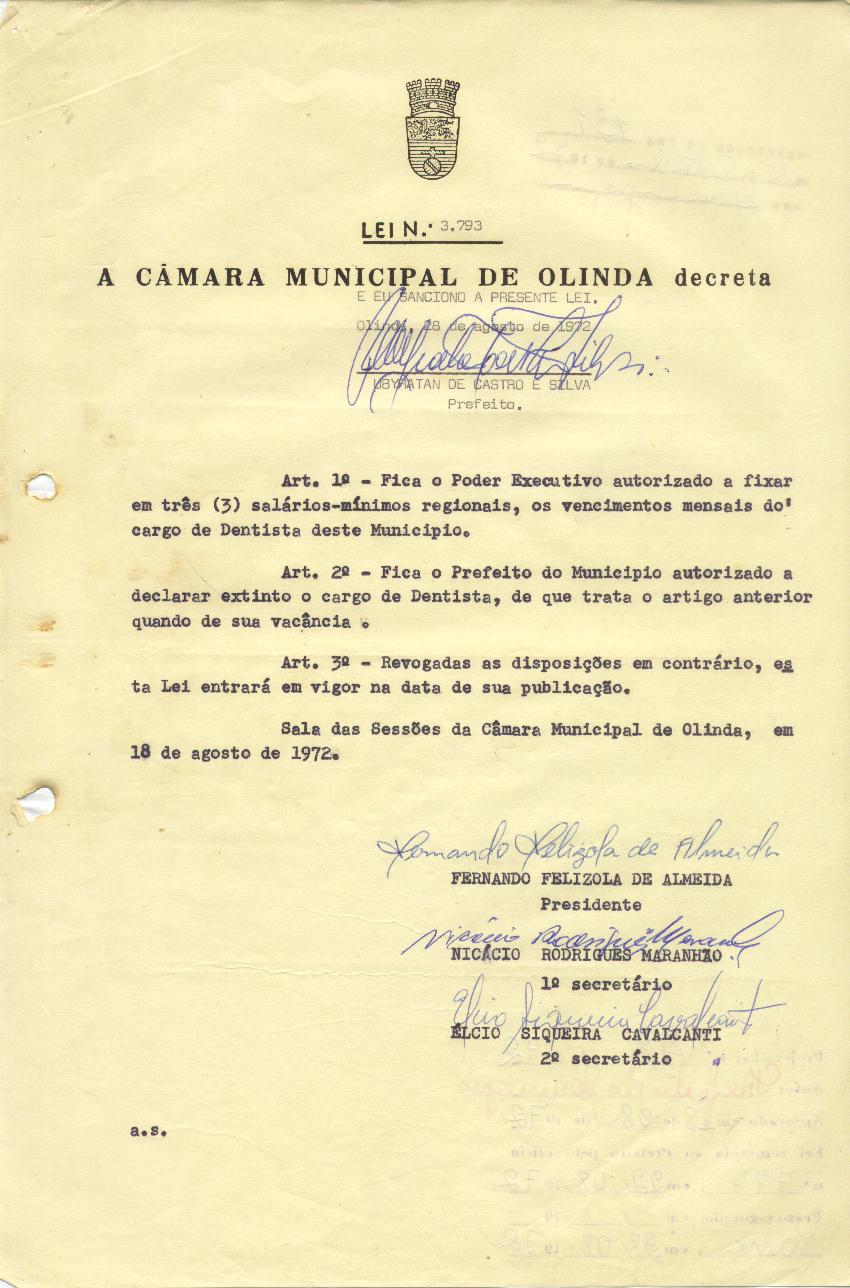 LEI N.º 3.793
A CÂMARA MUNICIPAL DE OLINDA decreta
E EU SANCIONO A PRESENTE LEI.
Olinda, 28 de agosto de 1972
UBYRATAN DE CASTRO E SILVA
Prefeito.
Art. 1º - Fica o Poder Executivo autorizado a fixar
em três (3) salários-mínimos regionais, os vencimentos mensais do'
cargo de Dentista deste Municipio.
Art. 2º - Fica o Prefeito do Municipio autorizado a
declarar extinto o cargo de Dentista, de que trata o artigo anterior
quando de sua vacância .
Art. 3º - Revogadas as disposições em contrário, es
ta Lei entrará em vigor na data de sua publicação.
Sala das Sessões da Câmara Municipal de Olinda, em
18 de agosto de 1972.
Fernando Felizola de Almeida
FERNANDO FELIZOLA DE ALMEIDA
Presidente
Nicácio Rodrigues Maranhão
NICÁCIO RODRIGUES MARANHÃO.
1º secretário
Elcio Siqueira Cavalcanti
ÉLCIO SIQUEIRA CAVALCANTI
2º secretário
a.s.